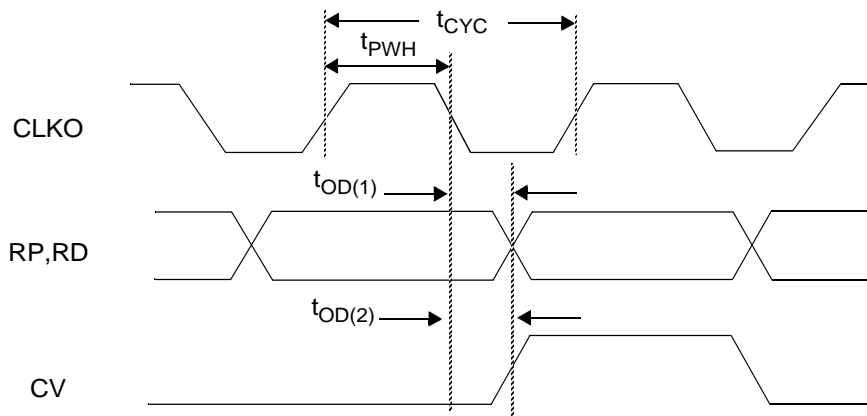 tCYC
tPWH
CLKO
tOD(1)
RP,RD
tOD(2)
CV